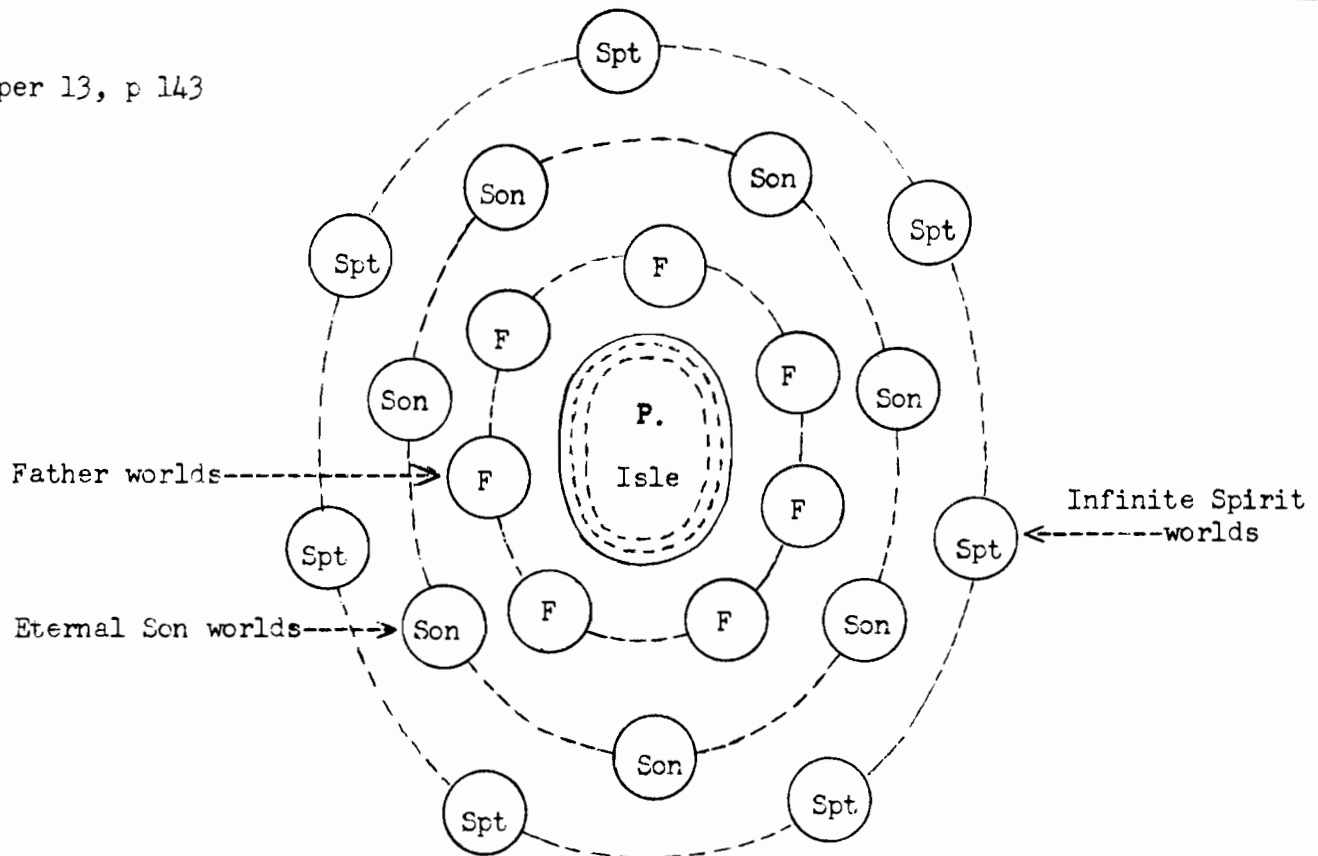 Spt
per 13, p 143
Son
Son
Spt
Spt
F
F
F
P.
Isle
Son
Son
Father worlds
F
F
Infinite Spirit
worlds
Spt
Spt
F
F
Eternal Son worlds
Son
Son
Son
Spt
Spt